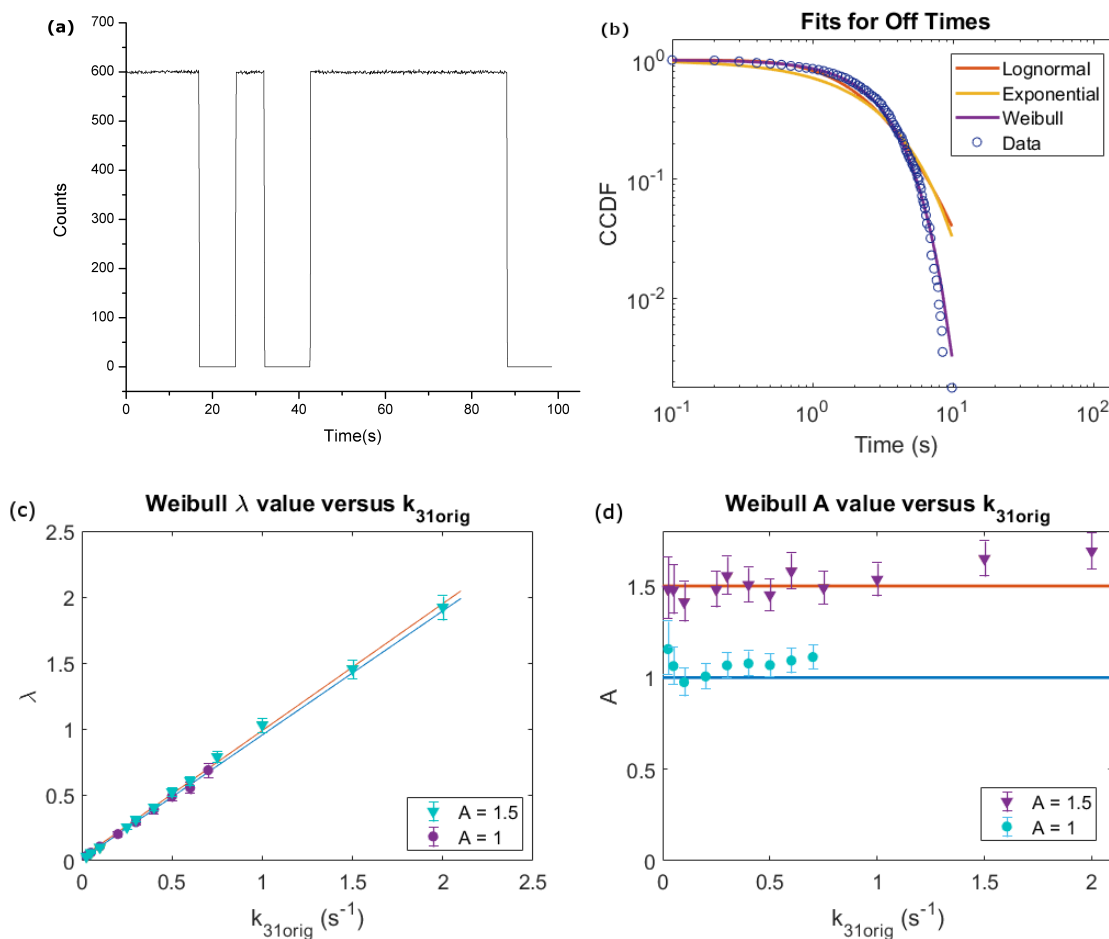 (a)
700
600
500
400
300
200
100
0
Counts
0 20 40 60 80 100
Time(s)
(b)
Fits for Off Times
10^0
10^-1
10^-2
CCDF
10^-1 10^0 10^1 10^2
Time (s)
Lognormal
Exponential
Weibull
Data
(c)
Weibull λ value versus k_31orig
2.5
2
1.5
1
0.5
0
λ
0 0.5 1 1.5 2 2.5
k_31orig (s^-1)
A = 1.5
A = 1
(d)
Weibull A value versus k_31orig
1.5
1
0.5
0
A
0 0.5 1 1.5 2
k_31orig (s^-1)
A = 1.5
A = 1